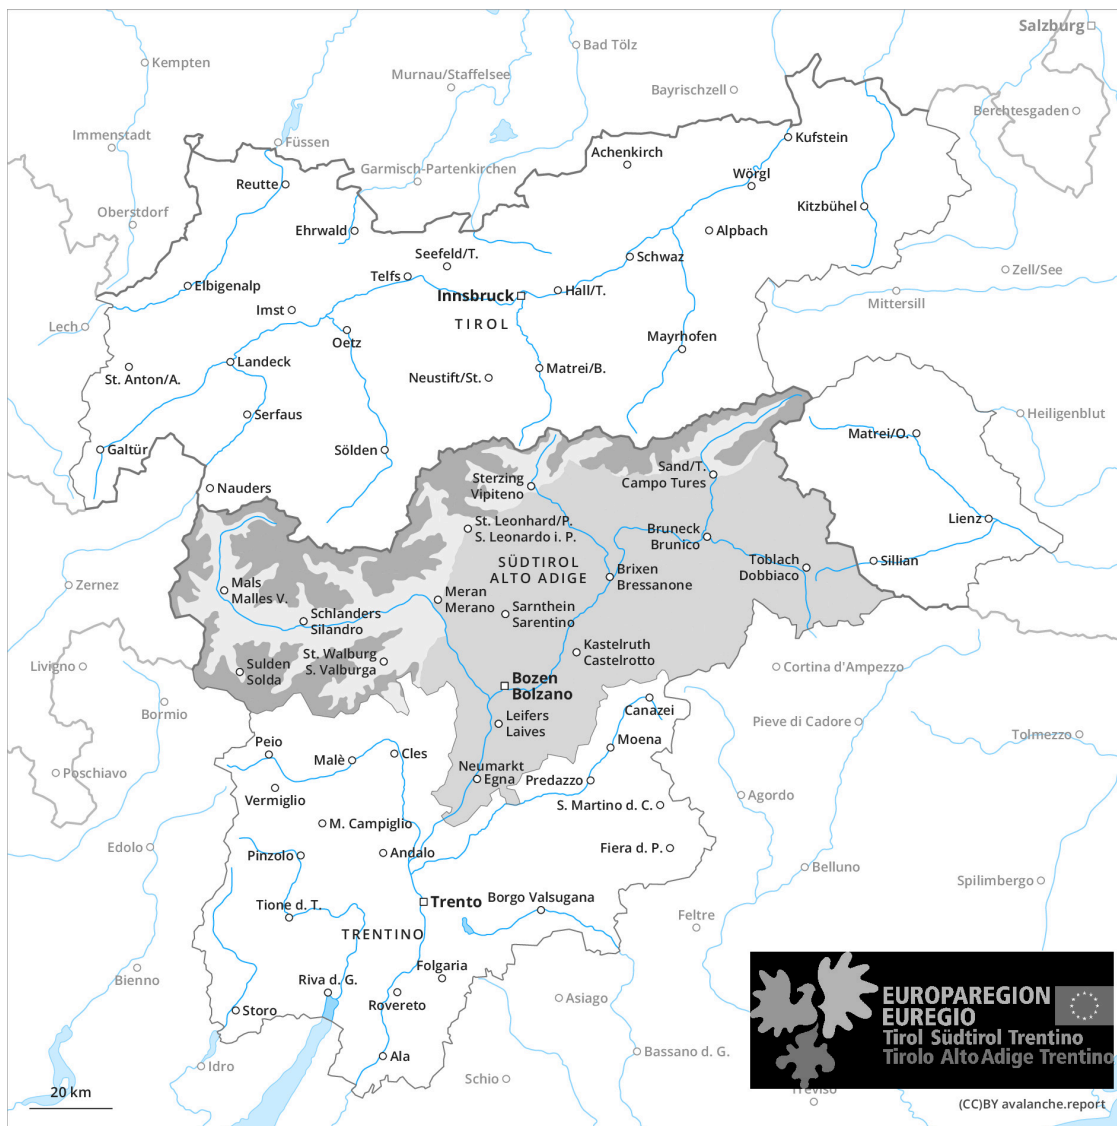 Salzburg
Bad Tölz
Kempten
Murnau/Staffelsee
Bayrischzell
Berchtesgaden
Immenstadt
Füssen
Kufstein
Achenkirch
Garmisch-Partenkirchen
Wörgl
Reutte
Kitzbühel
Oberstdorf
Ehrwald
Alpbach
Seefeld/T.
Schwaz
Zell/See
Telfs
Elbigenalp
Hall/T.
Innsbruck
Mittersill
Imst
TIROL
Lech
Oetz
Mayrhofen
Landeck
Matrei/B.
St. Anton/A.
Neustift/St.
Serfaus
Heiligenblut
Matrei/O.
Galtür
Sölden
Sand/T.
Campo Tures
Sterzing
Vipiteno
Nauders
Lienz
St. Leonhard/P.
S. Leonardo i. P.
Bruneck
Brunico
SÜDTIROL
ALTO ADIGE
Toblach
Dobbiaco
Sillian
Brixen
Bressanone
Zernez
Mals
Malles V.
Meran
Merano
Sarnthein
Sarentino
Schlanders
Silandro
Kastelruth
Castelrotto
St. Walburg
S. Valburga
Livigno
Sulden
Solda
Cortina d'Ampezzo
Bozen
Bolzano
Canazei
Bormio
Leifers
Laives
Pieve di Cadore
Tolmezzo
Moena
Peio
Malè
Cles
Neumarkt
Egna
Predazzo
Poschiavo
Vermiglio
Agordo
S. Martino d. C.
M. Campiglio
Edolo
Pinzolo
Andalo
Fiera d. P.
Belluno
Spilimbergo
Trento
Borgo Valsugana
Tione d. T.
Feltre
TRENTINO
Folgaria
Bienno
Riva d. G.
Rovereto
Asiago
Storo
EUROPAREGION
EUREGIO
Tirol Südtirol Trentino
Tirolo Alto Adige Trentino
Ala
Bassano d. G.
Idro
Schio
20 km
Treviso
(CC)BY avalanche.report